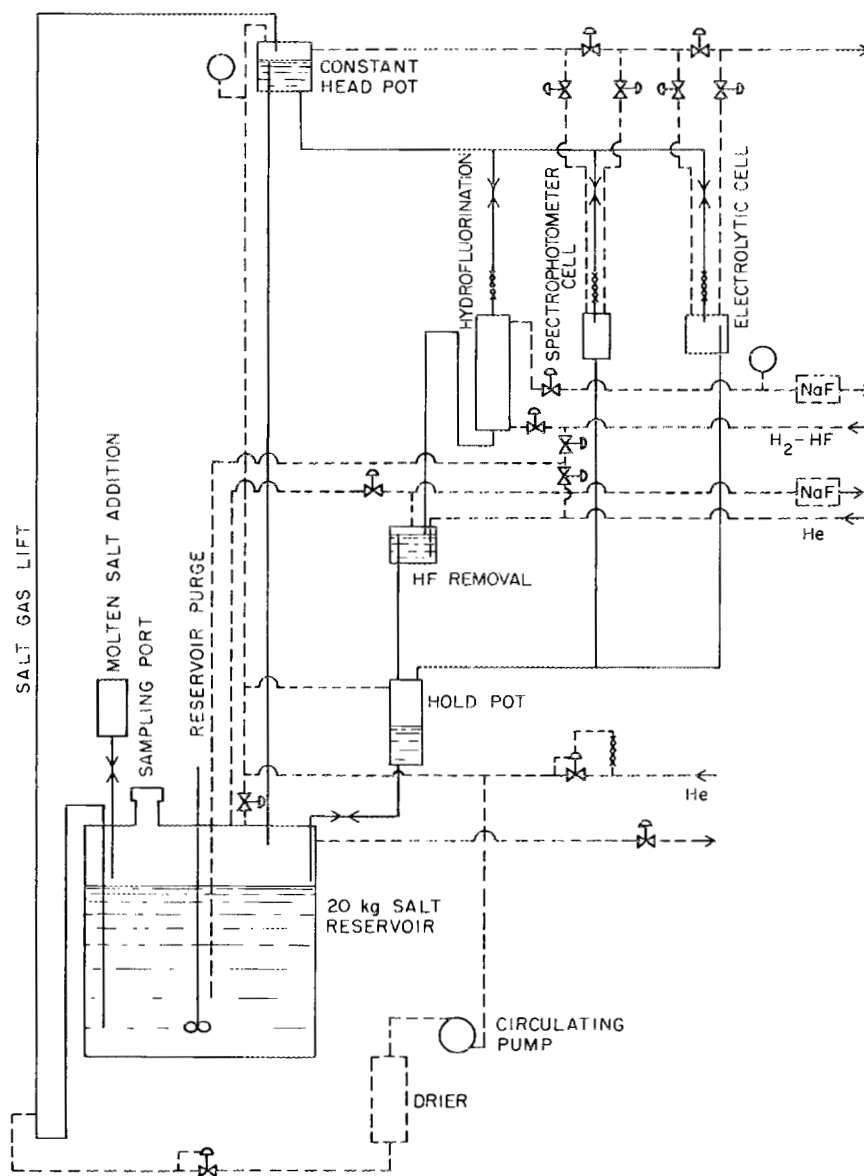 CONSTANT
HEAD POT
HYDROFLUORINATION
SPECTROPHOTOMETER
CELL
ELECTROLYTIC CELL
NaF
H2-HF
NaF
He
HF REMOVAL
SALT GAS LIFT
MOLTEN SALT ADDITION
SAMPLING PORT
RESERVOIR PURGE
HOLD POT
He
20 kg SALT
RESERVOIR
CIRCULATING
PUMP
DRIER